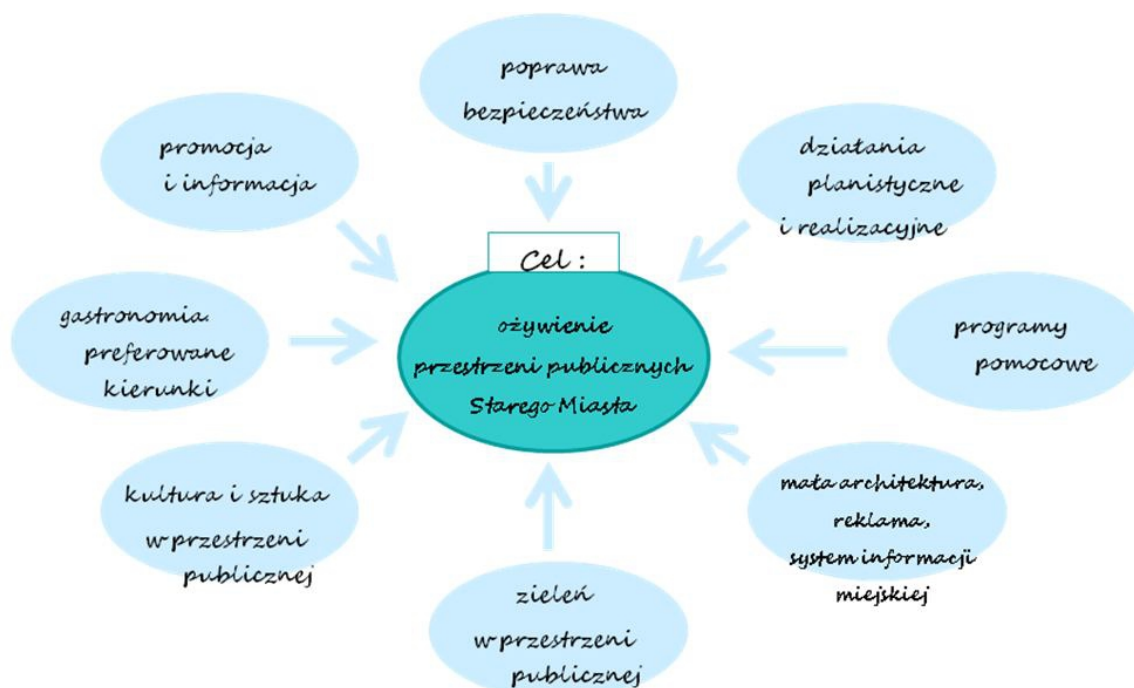 poprawa
bezpieczeństwa
promocja
i informacja
działania
planistyczne
i realizacyjne
Cel :
ożywienie
przestrzeni publicznych
Starego Miasta
gastronomia.
preferowane
kierunki
programy
pomocowe
kultura i sztuka
w przestrzeni
publicznej
mała architektura,
reklama,
system informacji
miejskiej
zieleń
w przestrzeni
publicznej